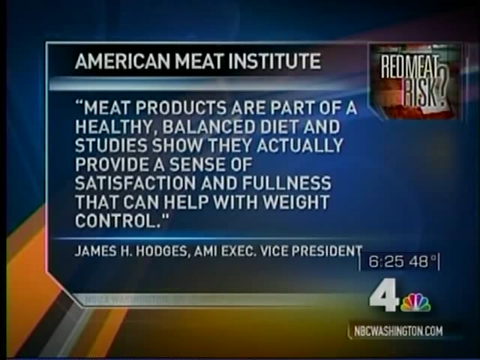 AMERICAN MEAT INSTITUTE
RED MEAT
RISK?
“MEAT PRODUCTS ARE PART OF A
HEALTHY, BALANCED DIET AND
STUDIES SHOW THEY ACTUALLY
PROVIDE A SENSE OF
SATISFACTION AND FULLNESS
THAT CAN HELP WITH WEIGHT
CONTROL."
JAMES H. HODGES, AMI EXEC. VICE PRESIDENT
6:25 48°
4
NBCWASHINGTON.COM